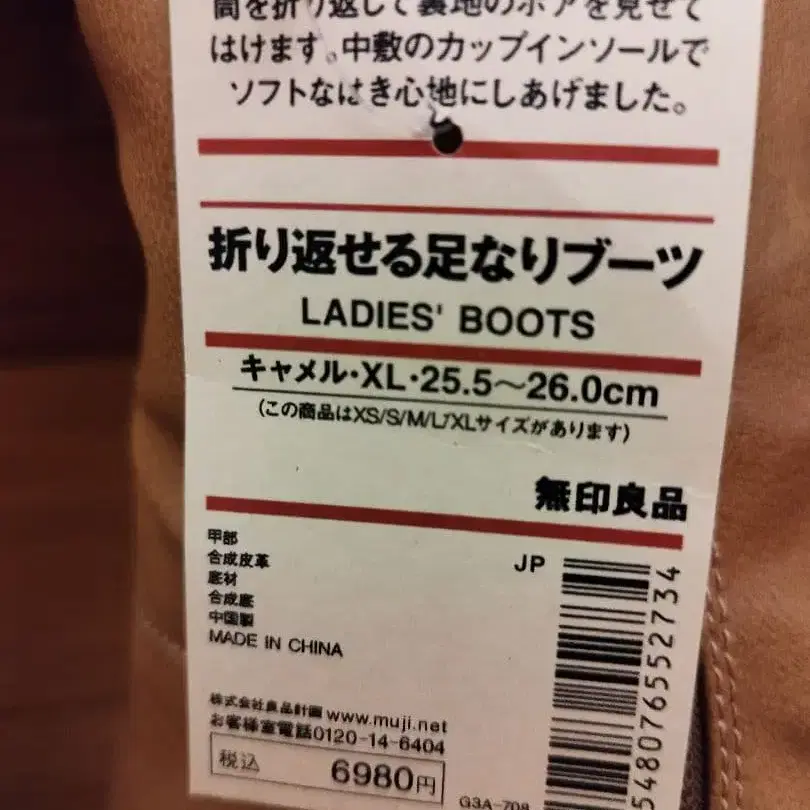 筒を折り返して裏地のボアを見せて
はけます。中敷のカップインソールで
ソフトなはき心地にしあげました。
折り返せる足なりブーツ
LADIES' BOOTS
キャメル・XL・25.5〜26.0cm
(この商品はXS/S/M/L/XLサイズがあります)
無印良品
甲部
合成皮革
底材
合成底
中国製
MADE IN CHINA
JP
株式会社良品計画 www.muji.net
お客様室電話0120-14-6404
税込 6980円
G3A-708
548076552734